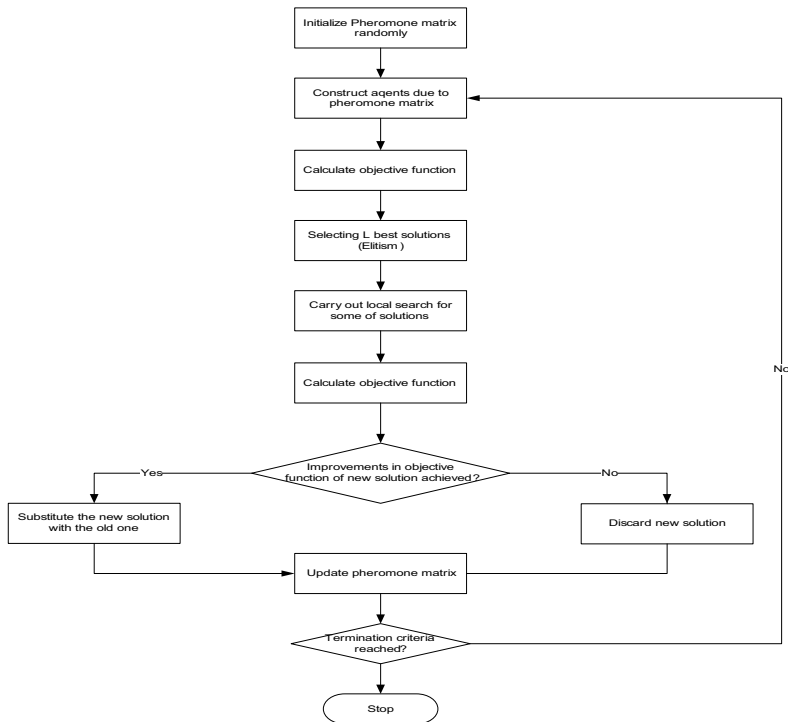 Initialize Pheromone matrix
randomly
Construct aqents due to
pheromone matrix
Calculate objective function
Selecting L best solutions
(Elitism )
Carry out local search for
some of solutions
Calculate objective function
Improvements in objective
function of new solution achieved?
Yes
No
Substitute the new solution
with the old one
Discard new solution
Update pheromone matrix
Termination criteria
reached?
No
Stop